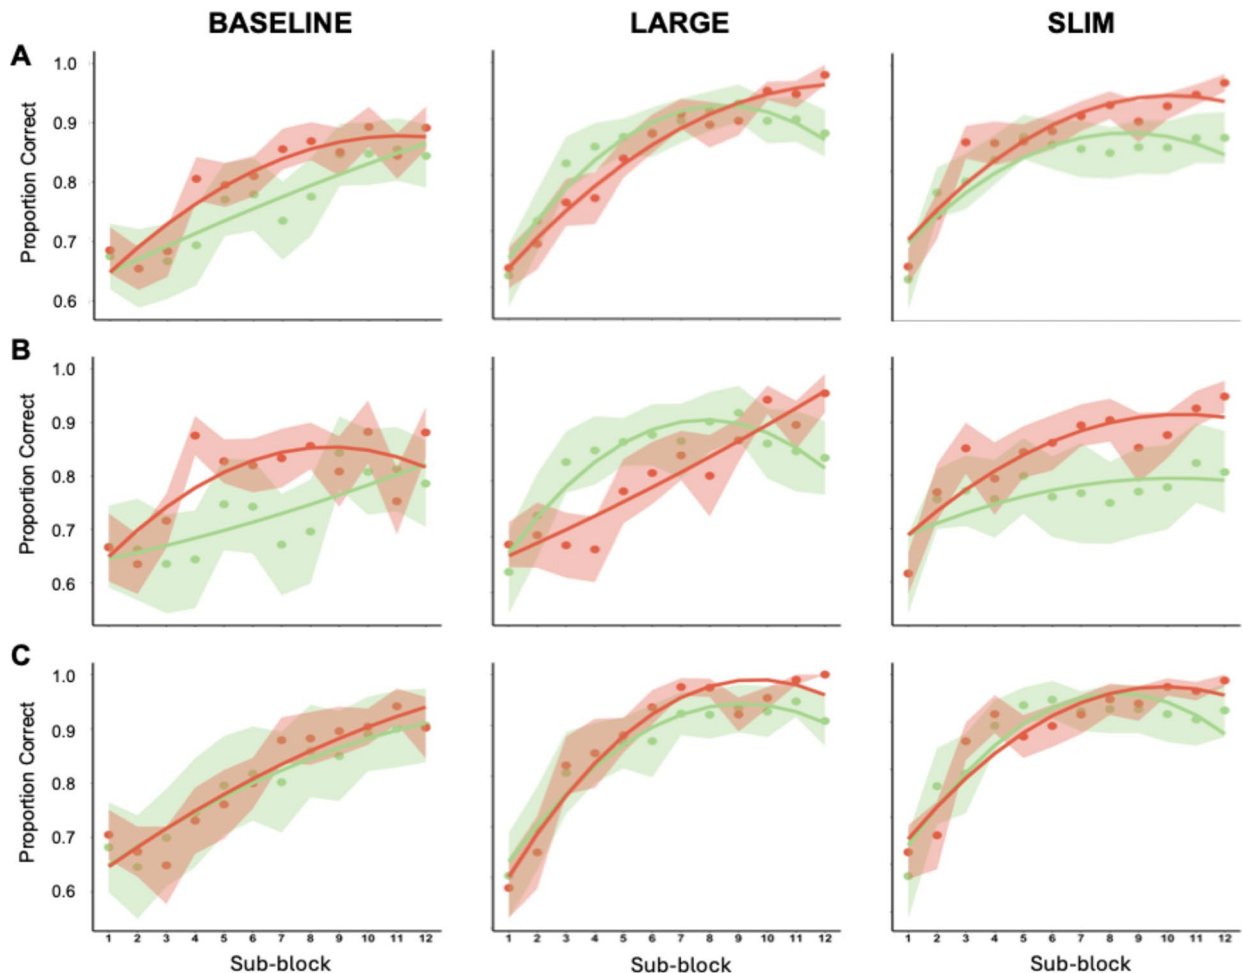 BASELINE LARGE SLIM
A
1.0
0.9
0.8
0.7
0.6
Proportion Correct
B
1.0
0.9
0.8
0.7
0.6
Proportion Correct
C
1.0
0.9
0.8
0.7
0.6
Proportion Correct
1 2 3 4 5 6 7 8 9 10 11 12 1 2 3 4 5 6 7 8 9 10 11 12 1 2 3 4 5 6 7 8 9 10 11 12
Sub-block Sub-block Sub-block